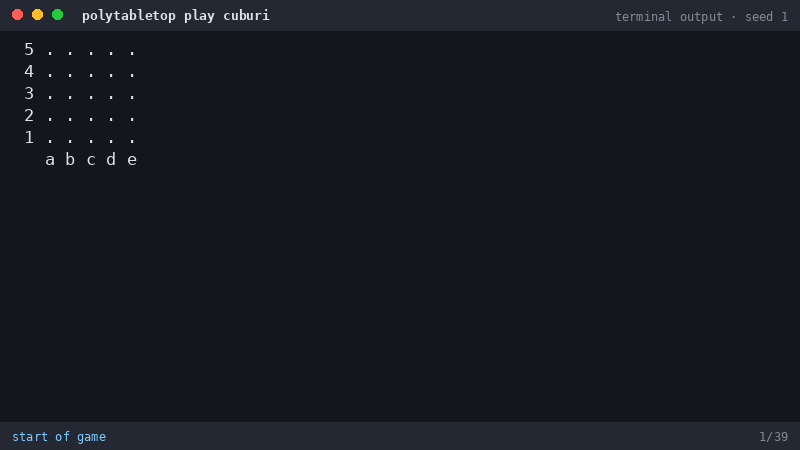 polytabletop play cuburi
terminal output · seed 1
5 . . . . .
4 . . . . .
3 . . . . .
2 . . . . .
1 . . . . .
a b c d e
start of game
1/39